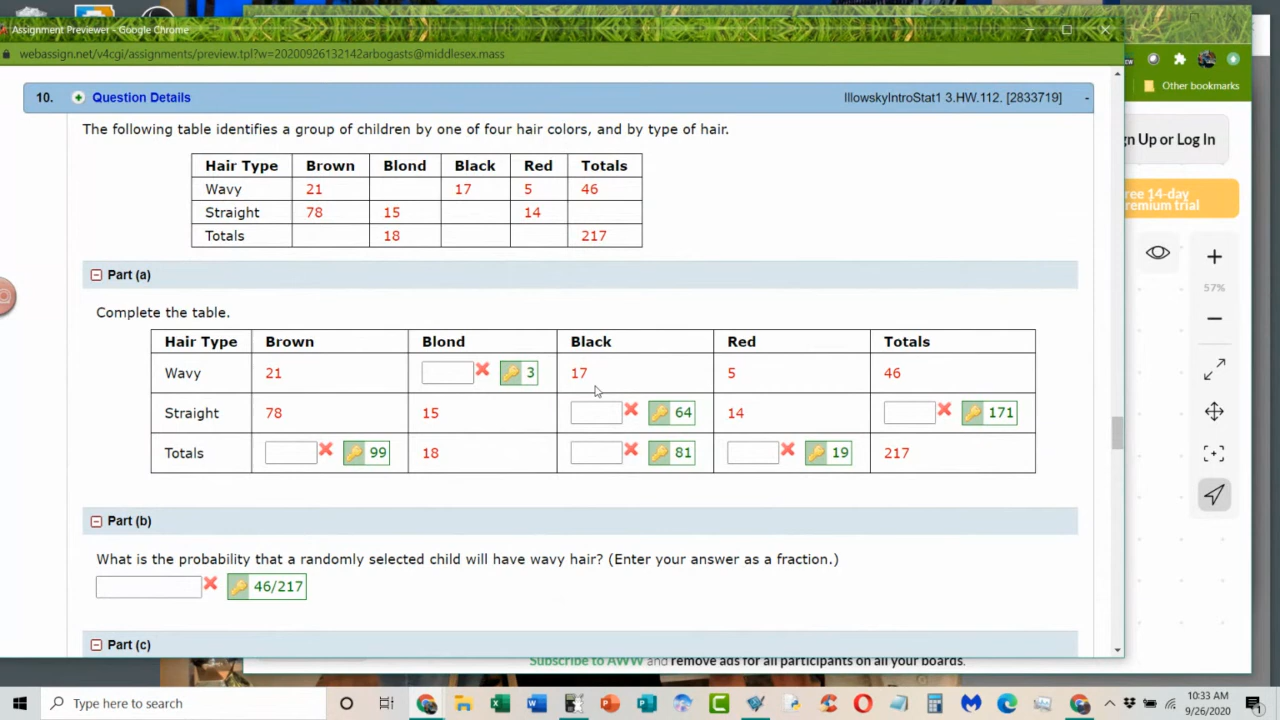 Assignment Previewer - Google Chrome
webassign.net/v4cgi/assignments/preview.tpl?w=20200926132142arbogasts@middlesex.mass
Other bookmarks
10. Question Details IllowskyIntroStat1 3.HW.112. [2833719] -
The following table identifies a group of children by one of four hair colors, and by type of hair.
Hair Type Brown Blond Black Red Totals
Wavy 21 17 5 46
Straight 78 15 14
Totals 18 217
gn Up or Log In
ree 14-day
remium trial
57%
Part (a)
Complete the table.
Hair Type Brown Blond Black Red Totals
Wavy 21 3 17 5 46
Straight 78 15 64 14 171
Totals 99 18 81 19 217
Part (b)
What is the probability that a randomly selected child will have wavy hair? (Enter your answer as a fraction.)
46/217
Part (c)
Subscribe to AWW and remove ads for all participants on all your boards.
Type here to search
10:33 AM
9/26/2020